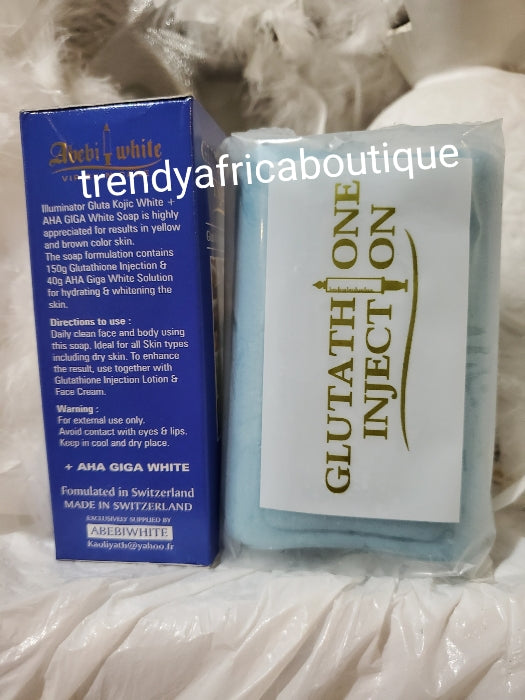 Abebi white
trendyafricaboutique
Illuminator Gluta Kojic White +
AHA GIGA White Soap is highly
appreciated for results in yellow
and brown color skin.
The soap formulation contains
150g Glutathione Injection &
40g AHA Giga White Solution
for hydrating & whitening the
skin.
Directions to use :
Daily clean face and body using
this soap. Ideal for all Skin types
including dry skin. To enhance
the result, use together with
Glutathione Injection Lotion &
Face Cream.
Warning :
For external use only.
Avoid contact with eyes & lips.
Keep in cool and dry place.
+ AHA GIGA WHITE
Fomulated in Switzerland
MADE IN SWITZERLAND
EXCLUSIVELY SUPPLIED BY
ABEBIWHITE
Kauliyath@yahoo.fr
GLUTATHIONE
INJECTION